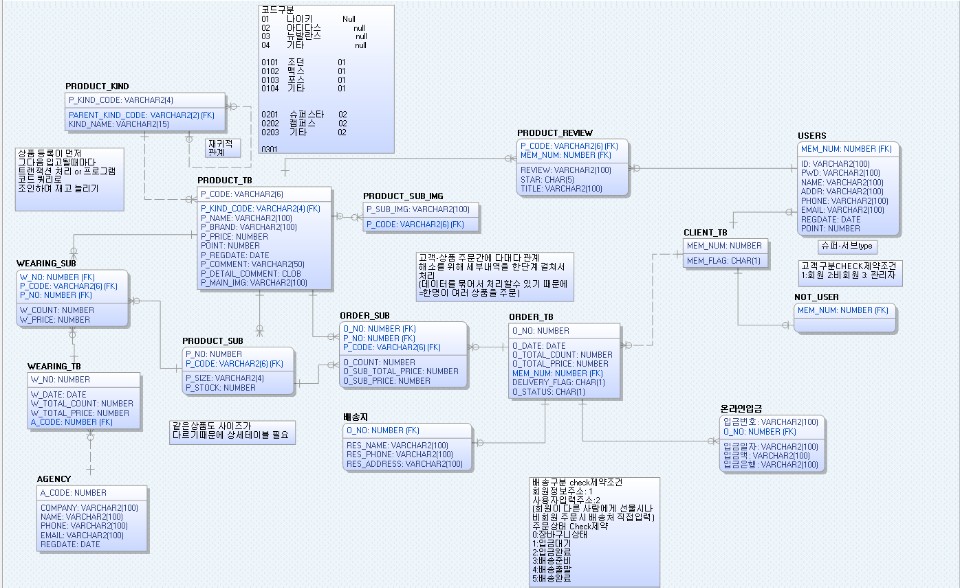 코드구분
01 나이키 Null
02 아디다스 null
03 뉴발란스 null
04 기타 null
0101 조던 01
0102 맥스 01
0103 포스 01
0104 기타 01
0201 슈퍼스타 02
0202 캠퍼스 02
0203 기타 02
0301
PRODUCT_KIND
P_KIND_CODE: VARCHAR2(4)
PARENT_KIND_CODE: VARCHAR2(2) (FK)
KIND_NAME: VARCHAR2(15)
재귀적
관계
상품 등록이 먼저
그다음 입고될때마다
트랜잭션 처리 or 프로그램
코드 쿼리로
조인하며 재고 늘리기
PRODUCT_TB
P_CODE: VARCHAR2(6)
P_KIND_CODE: VARCHAR2(4) (FK)
P_NAME: VARCHAR2(100)
P_BRAND: VARCHAR2(100)
P_PRICE: NUMBER
POINT: NUMBER
P_REGDATE: DATE
P_COMMENT: VARCHAR2(50)
P_DETAIL_COMMENT: CLOB
P_MAIN_IMG: VARCHAR2(100)
PRODUCT_SUB_IMG
P_SUB_IMG: VARCHAR2(100)
P_CODE: VARCHAR2(6) (FK)
PRODUCT_REVIEW
P_CODE: VARCHAR2(6) (FK)
MEM_NUM: NUMBER (FK)
REVIEW: VARCHAR2(100)
STAR: CHAR(5)
TITLE: VARCHAR2(100)
USERS
MEM_NUM: NUMBER (FK)
ID: VARCHAR2(100)
PWD: VARCHAR2(100)
NAME: VARCHAR2(100)
ADDR: VARCHAR2(100)
PHONE: VARCHAR2(100)
EMAIL: VARCHAR2(100)
REGDATE: DATE
POINT: NUMBER
CLIENT_TB
MEM_NUM: NUMBER
MEM_FLAG: CHAR(1)
슈퍼-서브type
고객구분CHECK제약조건
1:회원 2:비회원 3: 관리자
NOT_USER
MEM_NUM: NUMBER (FK)
고객-상품 주문간에 다대다 관계
해소를 위해 세부내역을 한단계 걸쳐서
처리
(데이터를 묶어서 처리할수 있기 때문에
=한명이 여러 상품를 주문)
WEARING_SUB
W_NO: NUMBER (FK)
P_CODE: VARCHAR2(6) (FK)
P_NO: NUMBER (FK)
W_COUNT: NUMBER
W_PRICE: NUMBER
WEARING_TB
W_NO: NUMBER
W_DATE: DATE
W_TOTAL_COUNT: NUMBER
W_TOTAL_PRICE: NUMBER
A_CODE: NUMBER (FK)
PRODUCT_SUB
P_NO: NUMBER
P_CODE: VARCHAR2(6) (FK)
P_SIZE: VARCHAR2(4)
P_STOCK: NUMBER
ORDER_SUB
O_NO: NUMBER (FK)
P_NO: NUMBER (FK)
P_CODE: VARCHAR2(6) (FK)
O_COUNT: NUMBER
O_SUB_TOTAL_PRICE: NUMBER
O_SUB_PRICE: NUMBER
ORDER_TB
O_NO: NUMBER
O_DATE: DATE
O_TOTAL_COUNT: NUMBER
O_TOTAL_PRICE: NUMBER
MEM_NUM: NUMBER (FK)
DELIVERY_FLAG: CHAR(1)
O_STATUS: CHAR(1)
같은상품도 사이즈가
다르기때문에 상세테이블 필요
배송지
O_NO: NUMBER (FK)
RES_NAME: VARCHAR2(100)
RES_PHONE: VARCHAR2(100)
RES_ADDRESS: VARCHAR2(100)
온라인입금
입금번호: VARCHAR2(100)
O_NO: NUMBER (FK)
입금일자: VARCHAR2(100)
입금액: VARCHAR2(100)
입금은행: VARCHAR2(100)
AGENCY
A_CODE: NUMBER
COMPANY: VARCHAR2(100)
NAME: VARCHAR2(100)
PHONE: VARCHAR2(100)
EMAIL: VARCHAR2(100)
REGDATE: DATE
배송구분 check제약조건
회원정보주소: 1
사용자입력주소:2
(회원이 다른 사람에게 선물시나
비회원 주문시 배송처 직접입력)
주문상태 Check제약
0:장바구니상태
1:입금대기
2:입금완료
3:배송준비
4:배송출발
5:배송완료